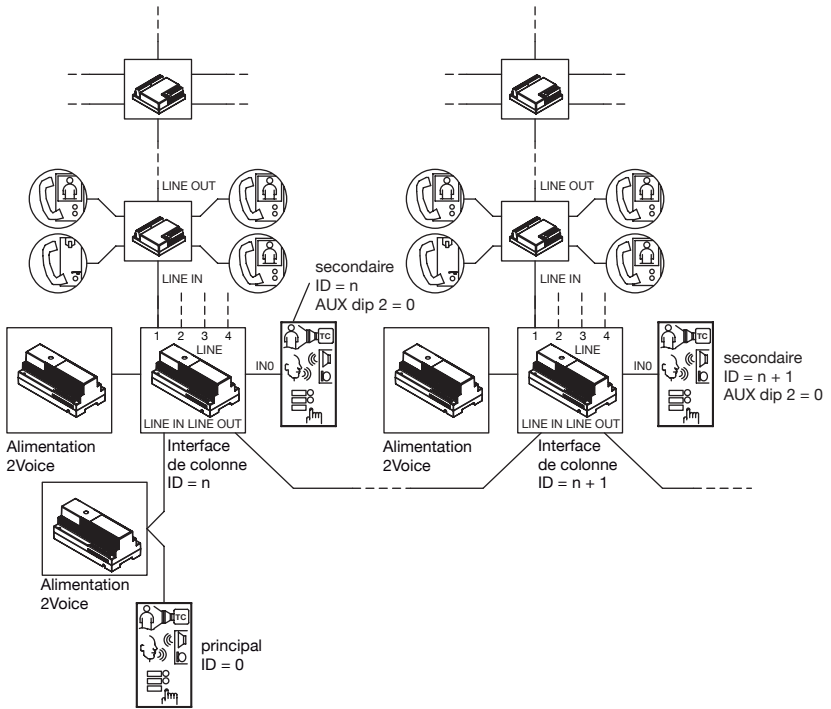 LINE OUT
LINE OUT
LINE IN
LINE IN
secondaire
ID = n
AUX dip 2 = 0
1 2 3 4
LINE
IN0
TC
1 2 3 4
LINE
IN0
TC
secondaire
ID = n + 1
AUX dip 2 = 0
LINE IN LINE OUT
LINE IN LINE OUT
Alimentation
2Voice
Interface
de colonne
ID = n
Alimentation
2Voice
Interface
de colonne
ID = n + 1
Alimentation
2Voice
TC
principal
ID = 0